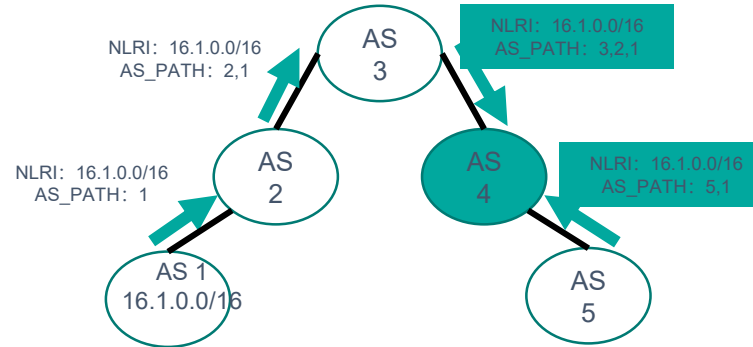 NLRI: 16.1.0.0/16
AS_PATH: 2,1
AS
3
NLRI: 16.1.0.0/16
AS_PATH: 3,2,1
NLRI: 16.1.0.0/16
AS_PATH: 1
AS
2
AS
4
NLRI: 16.1.0.0/16
AS_PATH: 5,1
AS 1
16.1.0.0/16
AS
5